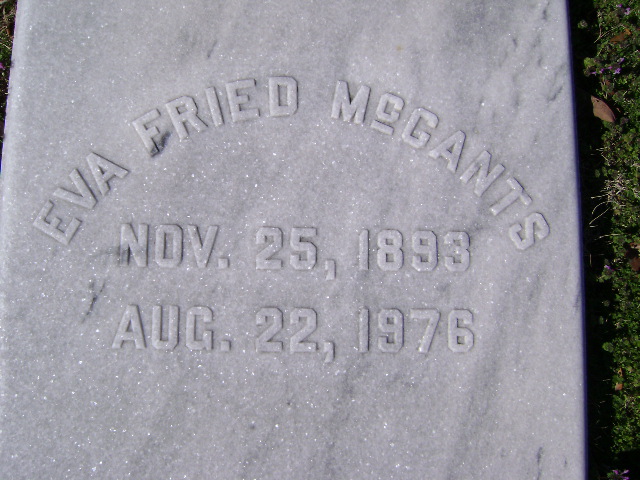 EVA FRIED McCANTS
NOV. 25, 1893
AUG. 22, 1976